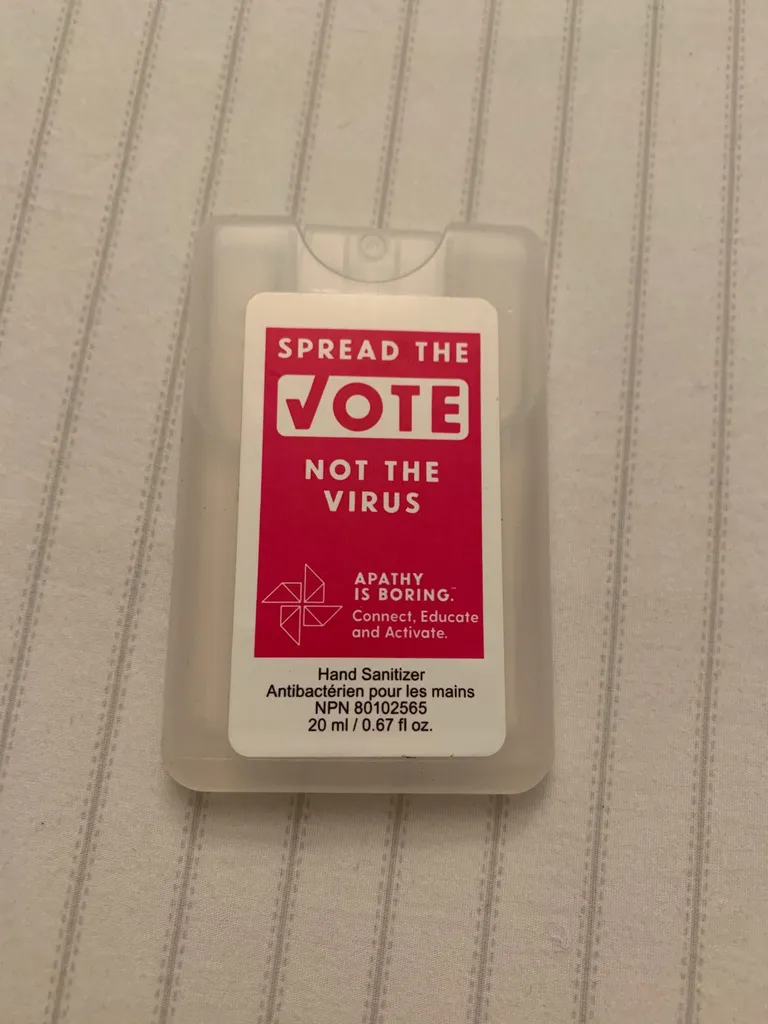 SPREAD THE
VOTE
NOT THE
VIRUS
APATHY
IS BORING.™
Connect, Educate
and Activate.
Hand Sanitizer
Antibactérien pour les mains
NPN 80102565
20 ml / 0.67 fl oz.